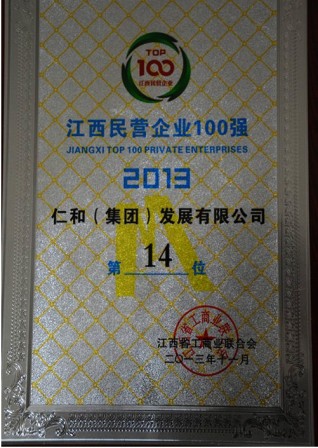 TOP
100
江西民营企业
江西民营企业100强
JIANGXI TOP 100 PRIVATE ENTERPRISES
2013
仁和（集团）发展有限公司
第 14 位
江西省工商业联合会
二〇一三年十一月